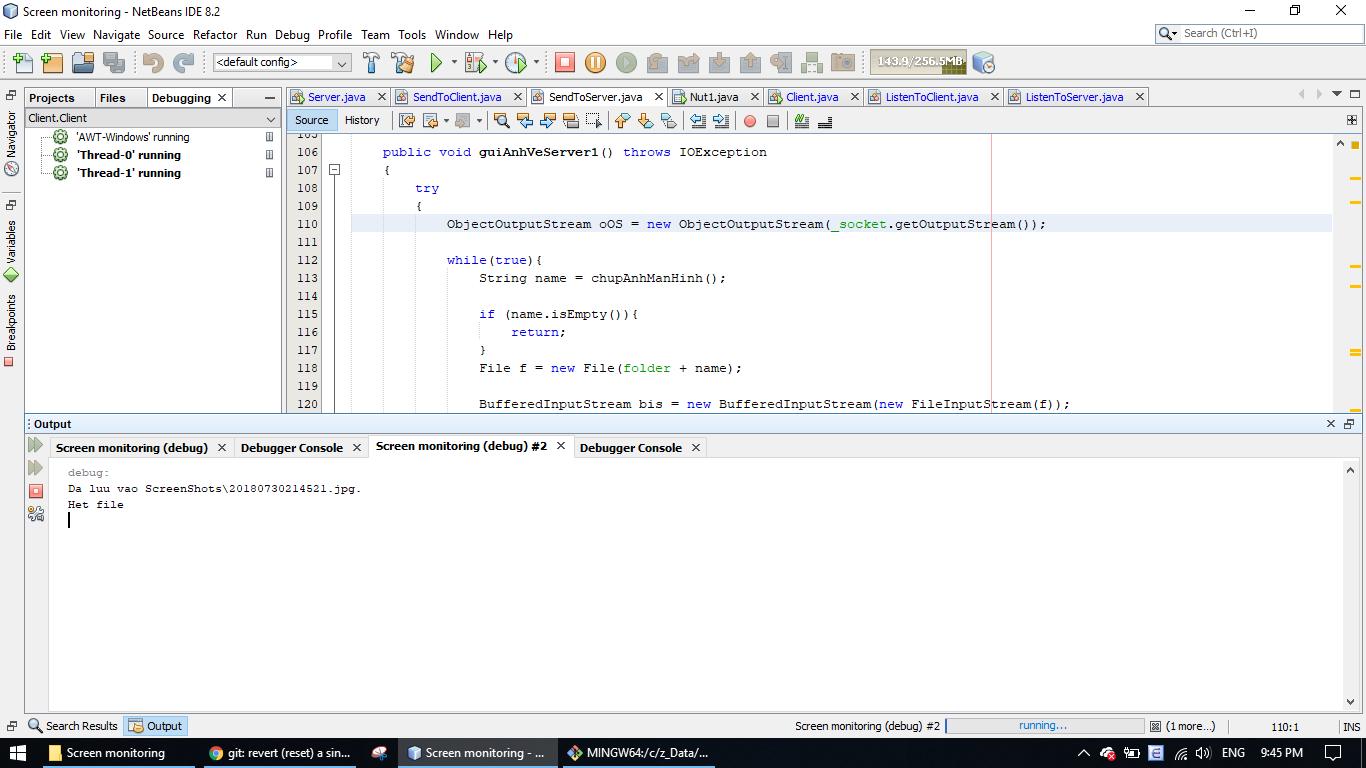 Screen monitoring - NetBeans IDE 8.2
File Edit View Navigate Source Refactor Run Debug Profile Team Tools Window Help
Search (Ctrl+I)
<default config>
143.9/256.5MB
Projects Files Debugging
Server.java SendToClient.java SendToServer.java Nut1.java Client.java ListenToClient.java ListenToServer.java
Client.Client
Source History
'AWT-Windows' running
'Thread-0' running
'Thread-1' running
Navigator
Variables
Breakpoints
105
106 public void guiAnhVeServer1() throws IOException
107 {
108 try
109 {
110 ObjectOutputStream oOS = new ObjectOutputStream(_socket.getOutputStream());
111
112 while(true){
113 String name = chupAnhManHinh();
114
115 if (name.isEmpty()){
116 return;
117 }
118 File f = new File(folder + name);
119
120 BufferedInputStream bis = new BufferedInputStream(new FileInputStream(f));
Output
Screen monitoring (debug) Debugger Console Screen monitoring (debug) #2 Debugger Console
debug:
Da luu vao ScreenShots\20180730214521.jpg.
Het file
Search Results Output Screen monitoring (debug) #2 running... (1 more...) 110:1 INS
Screen monitoring git: revert (reset) a sin... Screen monitoring - ... MINGW64:/c/z_Data/... ENG 9:45 PM